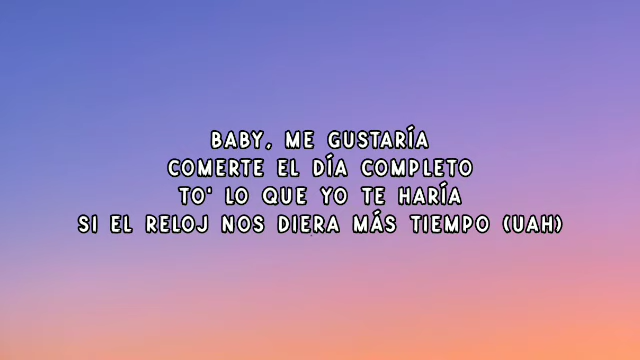 BABY, ME GUSTARÍA
COMERTE EL DÍA COMPLETO
TO' LO QUE YO TE HARÍA
SI EL RELOJ NOS DIERA MÁS TIEMPO (UAH)